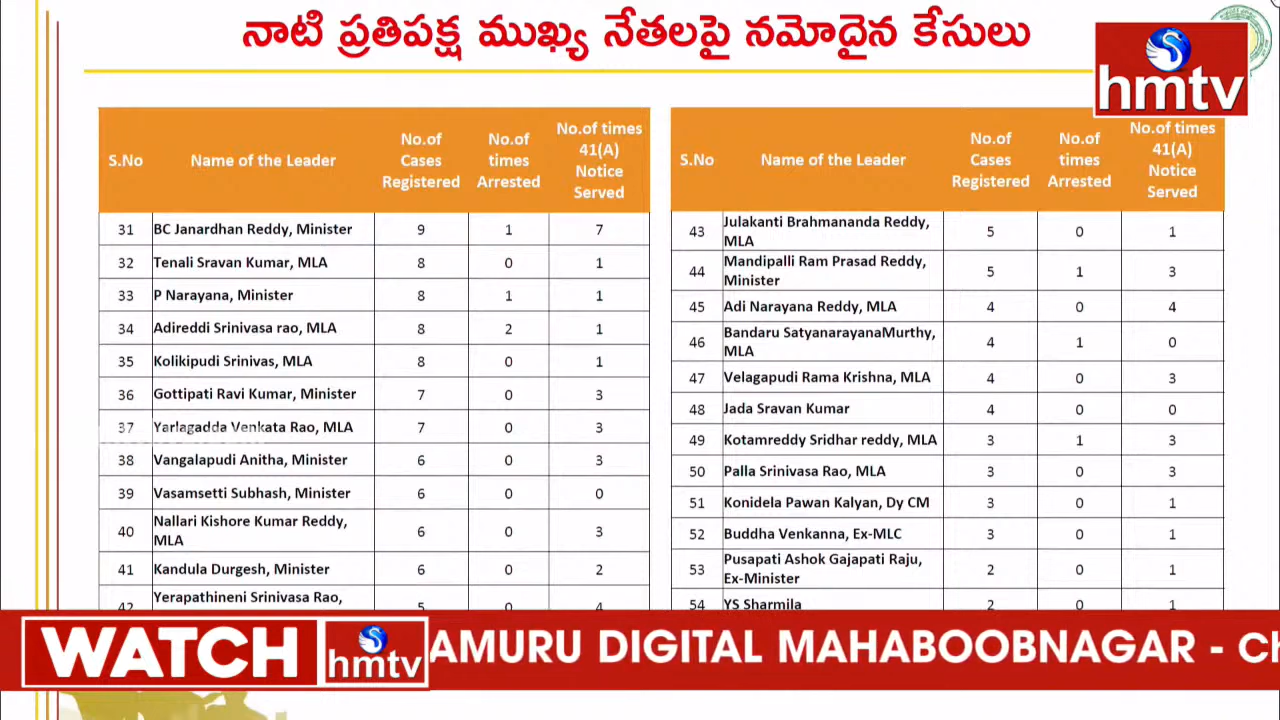 నాటి ప్రతిపక్ష ముఖ్య నేతలపై నమోదైన కేసులు
hmtv
S.No Name of the Leader No.of Cases Registered No.of times Arrested No.of times 41(A) Notice Served
31 BC Janardhan Reddy, Minister 9 1 7
32 Tenali Sravan Kumar, MLA 8 0 1
33 P Narayana, Minister 8 1 1
34 Adireddi Srinivasa rao, MLA 8 2 1
35 Kolikipudi Srinivas, MLA 8 0 1
36 Gottipati Ravi Kumar, Minister 7 0 3
37 Yarlagadda Venkata Rao, MLA 7 0 3
38 Vangalapudi Anitha, Minister 6 0 3
39 Vasamsetti Subhash, Minister 6 0 0
40 Nallari Kishore Kumar Reddy, MLA 6 0 3
41 Kandula Durgesh, Minister 6 0 2
42 Yerapathineni Srinivasa Rao, 5 0 4
S.No Name of the Leader No.of Cases Registered No.of times Arrested No.of times 41(A) Notice Served
43 Julakanti Brahmananda Reddy, MLA 5 0 1
44 Mandipalli Ram Prasad Reddy, Minister 5 1 3
45 Adi Narayana Reddy, MLA 4 0 4
46 Bandaru SatyanarayanaMurthy, MLA 4 1 0
47 Velagapudi Rama Krishna, MLA 4 0 3
48 Jada Sravan Kumar 4 0 0
49 Kotamreddy Sridhar reddy, MLA 3 1 3
50 Palla Srinivasa Rao, MLA 3 0 3
51 Konidela Pawan Kalyan, Dy CM 3 0 1
52 Buddha Venkanna, Ex-MLC 3 0 1
53 Pusapati Ashok Gajapati Raju, Ex-Minister 2 0 1
54 YS Sharmila 2 0 1
WATCH hmtv AMURU DIGITAL MAHABOOBNAGAR - Ch